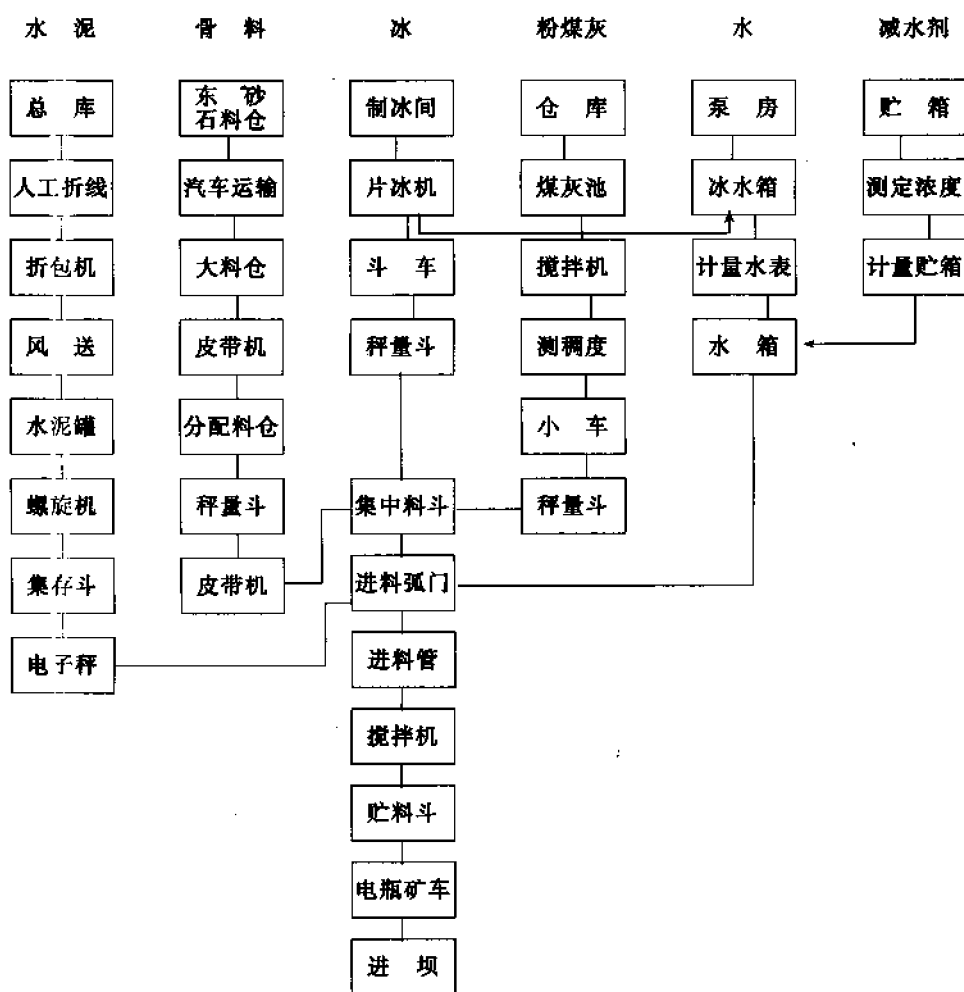 水 泥 骨 料 冰 粉煤灰 水 减水剂
总 库 东 砂 制冰间 仓 库 泵 房 贮 箱
石料仓
人工折线 汽车运输 片冰机 煤灰池 冰水箱 测定浓度
折包机 大料仓 斗 车 搅拌机 计量水表 计量贮箱
风 送 皮带机 秤量斗 测稠度 水 箱
水泥罐 分配料仓 小 车
螺旋机 秤量斗 集中料斗 秤量斗
集存斗 皮带机 进料弧门
电子秤 进料管
搅拌机
贮料斗
电瓶矿车
进 坝